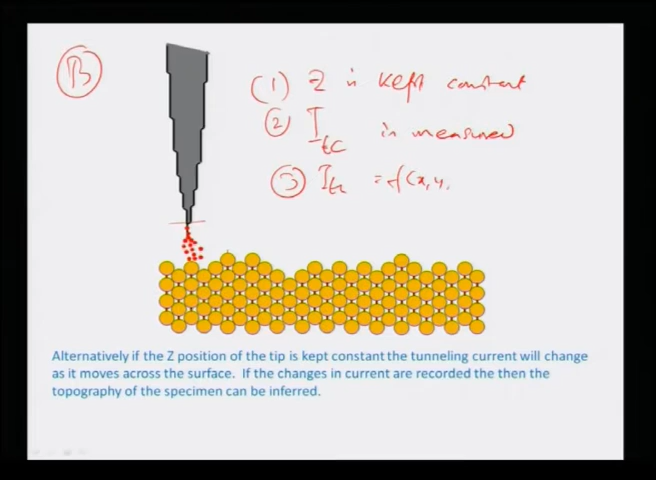 B
(1) Z is kept constant
(2) I_tc is measured
(3) I_tc = f(x, y,
Alternatively if the Z position of the tip is kept constant the tunneling current will change
as it moves across the surface. If the changes in current are recorded the then the
topography of the specimen can be inferred.